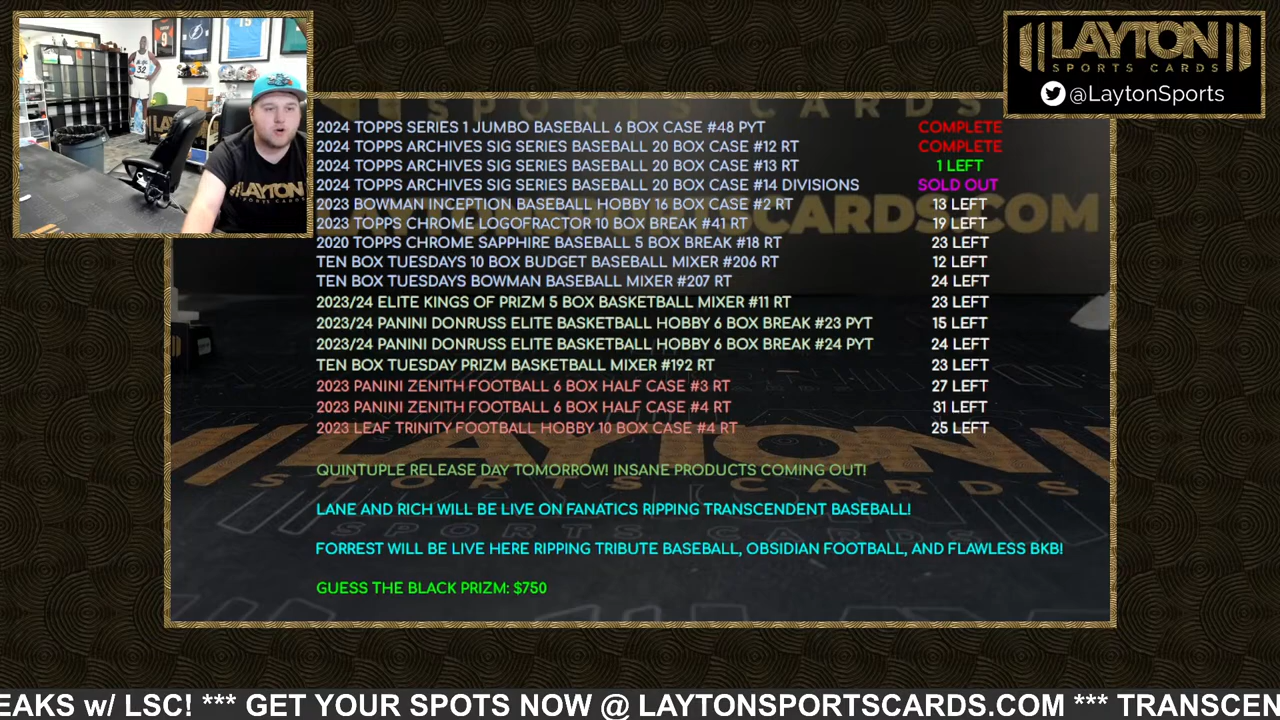 LAYTON
SPORTS CARDS
@LaytonSports
2024 TOPPS SERIES 1 JUMBO BASEBALL 6 BOX CASE #48 PYT COMPLETE
2024 TOPPS ARCHIVES SIG SERIES BASEBALL 20 BOX CASE #12 RT COMPLETE
2024 TOPPS ARCHIVES SIG SERIES BASEBALL 20 BOX CASE #13 RT 1 LEFT
2024 TOPPS ARCHIVES SIG SERIES BASEBALL 20 BOX CASE #14 DIVISIONS SOLD OUT
2023 BOWMAN INCEPTION BASEBALL HOBBY 16 BOX CASE #2 RT 13 LEFT
2023 TOPPS CHROME LOGOFRACTOR 10 BOX BREAK #41 RT 19 LEFT
2020 TOPPS CHROME SAPPHIRE BASEBALL 5 BOX BREAK #18 RT 23 LEFT
TEN BOX TUESDAYS 10 BOX BUDGET BASEBALL MIXER #206 RT 12 LEFT
TEN BOX TUESDAYS BOWMAN BASEBALL MIXER #207 RT 24 LEFT
2023/24 ELITE KINGS OF PRIZM 5 BOX BASKETBALL MIXER #11 RT 23 LEFT
2023/24 PANINI DONRUSS ELITE BASKETBALL HOBBY 6 BOX BREAK #23 PYT 15 LEFT
2023/24 PANINI DONRUSS ELITE BASKETBALL HOBBY 6 BOX BREAK #24 PYT 24 LEFT
TEN BOX TUESDAY PRIZM BASKETBALL MIXER #192 RT 23 LEFT
2023 PANINI ZENITH FOOTBALL 6 BOX HALF CASE #3 RT 27 LEFT
2023 PANINI ZENITH FOOTBALL 6 BOX HALF CASE #4 RT 31 LEFT
2023 LEAF TRINITY FOOTBALL HOBBY 10 BOX CASE #4 RT 25 LEFT
QUINTUPLE RELEASE DAY TOMORROW! INSANE PRODUCTS COMING OUT!
LANE AND RICH WILL BE LIVE ON FANATICS RIPPING TRANSCENDENT BASEBALL!
FORREST WILL BE LIVE HERE RIPPING TRIBUTE BASEBALL, OBSIDIAN FOOTBALL, AND FLAWLESS BKB!
GUESS THE BLACK PRIZM: $750
EAKS w/ LSC! *** GET YOUR SPOTS NOW @ LAYTONSPORTSCARDS.COM *** TRANSCEN